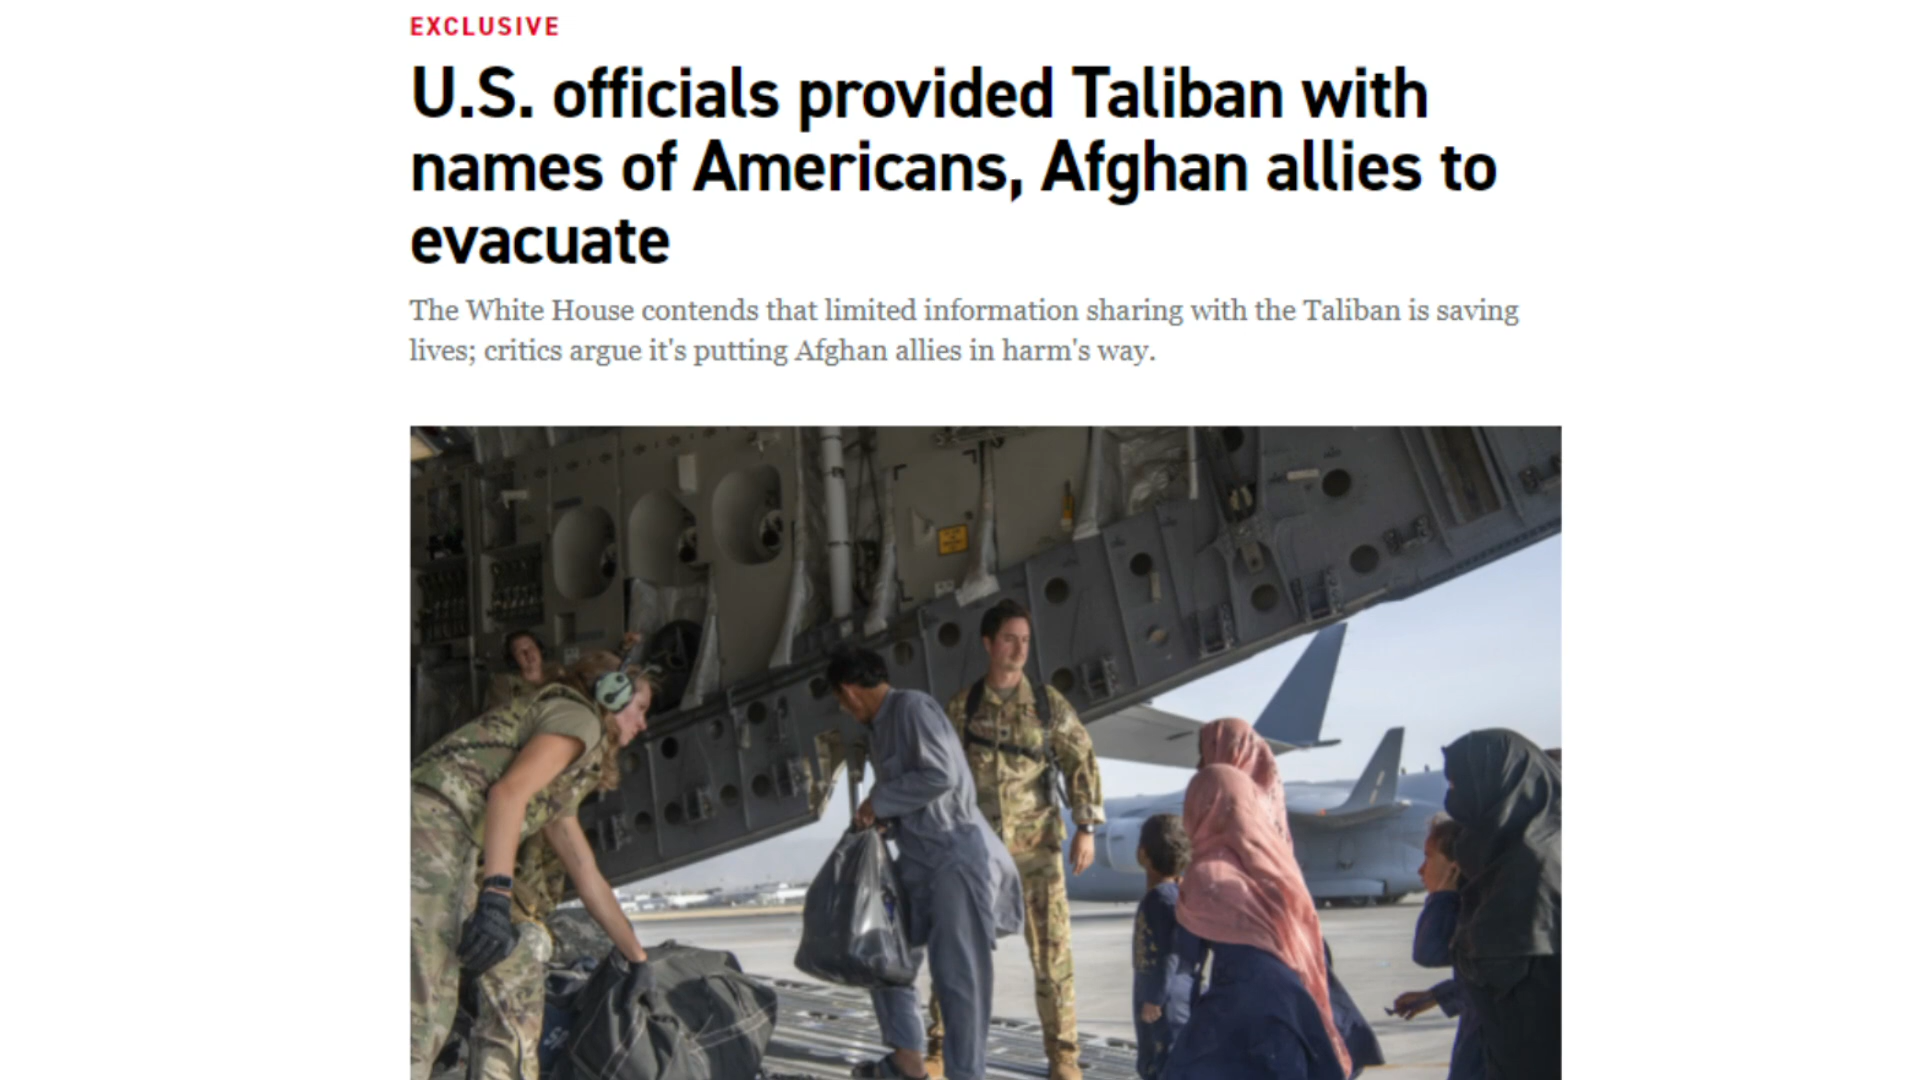 EXCLUSIVE
U.S. officials provided Taliban with
names of Americans, Afghan allies to
evacuate
The White House contends that limited information sharing with the Taliban is saving
lives; critics argue it's putting Afghan allies in harm's way.